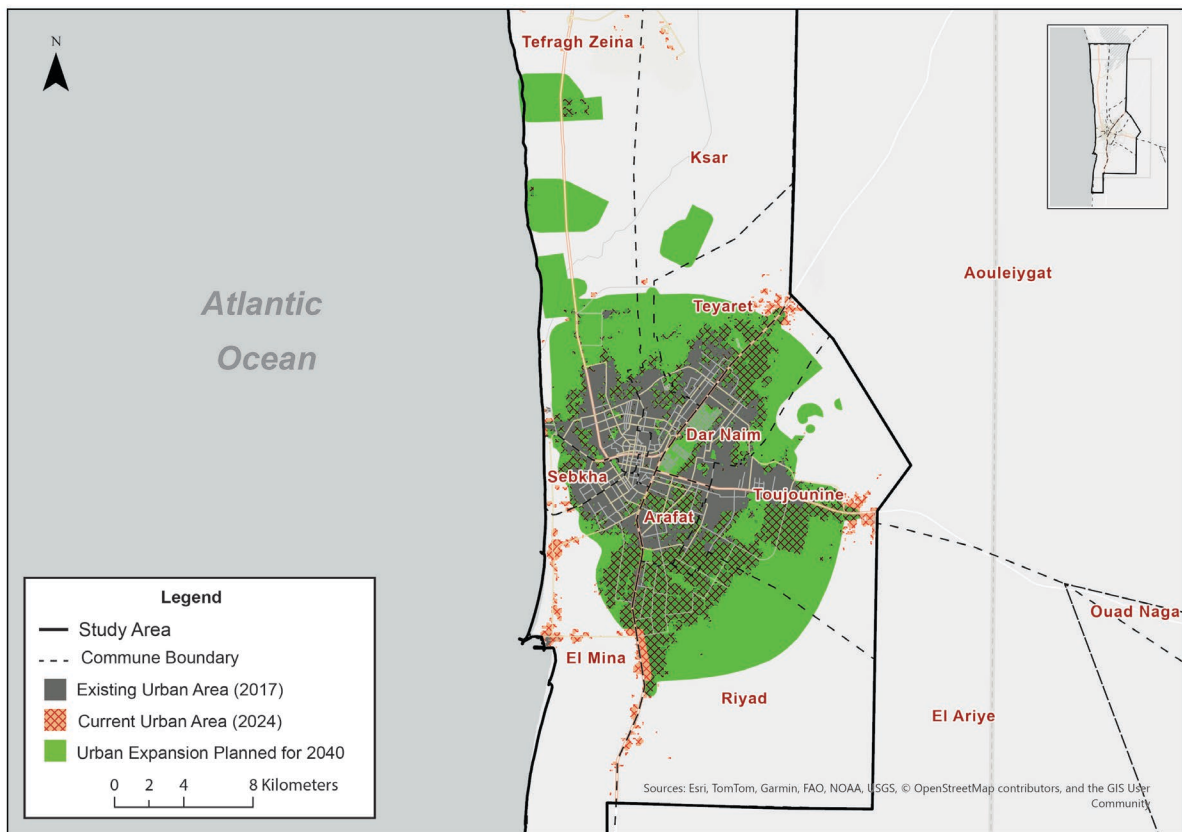 N
Tefragh Zeina
Ksar
Aouleiygat
Atlantic
Ocean
Teyaret
Dar Naim
Sebkha
Toujounine
Arafat
Ouad Naga
El Mina
Riyad
El Ariye
Legend
Study Area
Commune Boundary
Existing Urban Area (2017)
Current Urban Area (2024)
Urban Expansion Planned for 2040
0 2 4 8 Kilometers
Sources: Esri, TomTom, Garmin, FAO, NOAA, USGS, © OpenStreetMap contributors, and the GIS User
Community